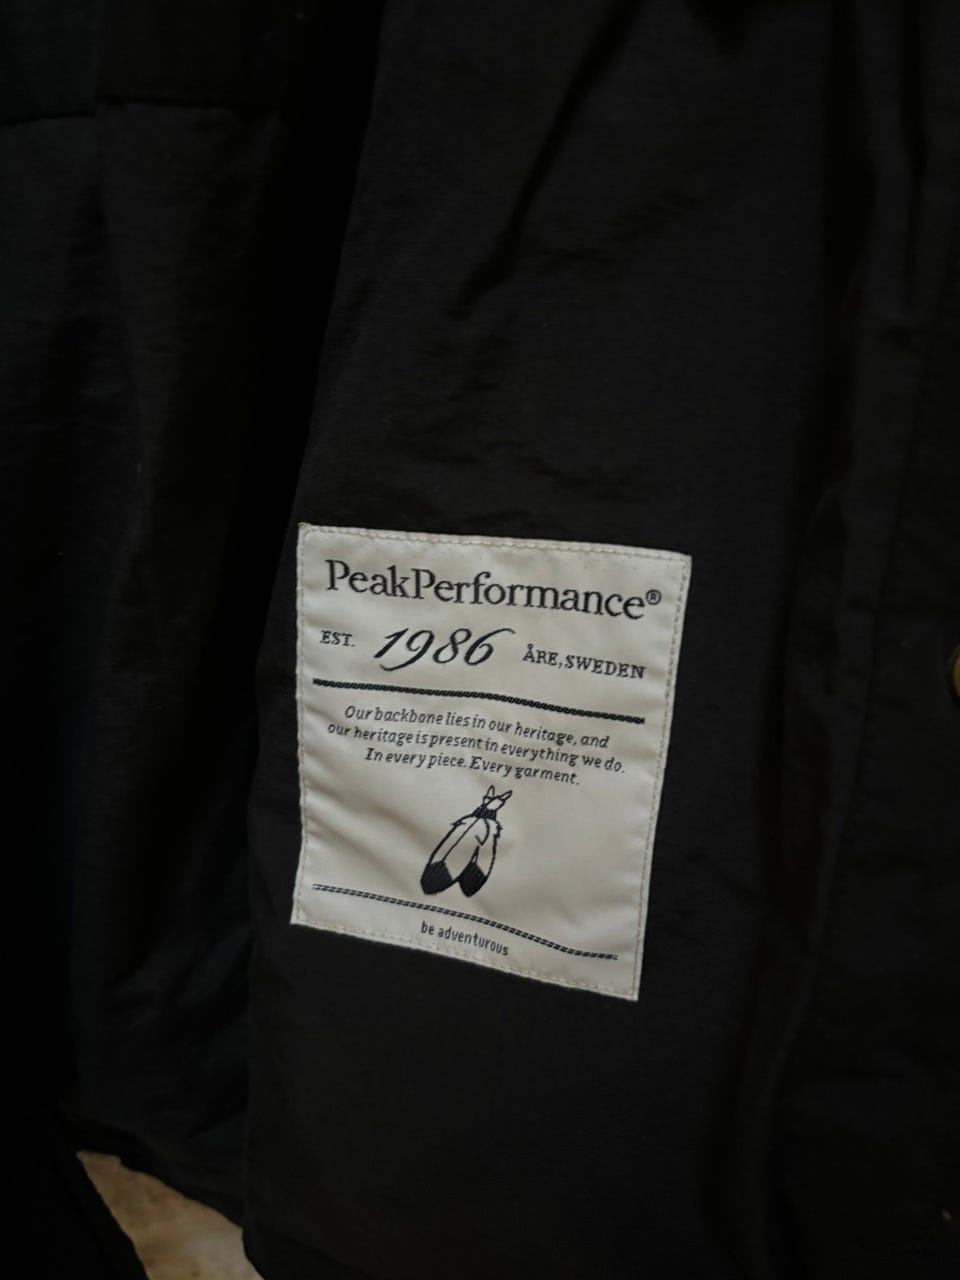 PeakPerformance®
EST. 1986 ÅRE, SWEDEN
Our backbone lies in our heritage, and
our heritage is present in everything we do.
In every piece. Every garment.
be adventurous